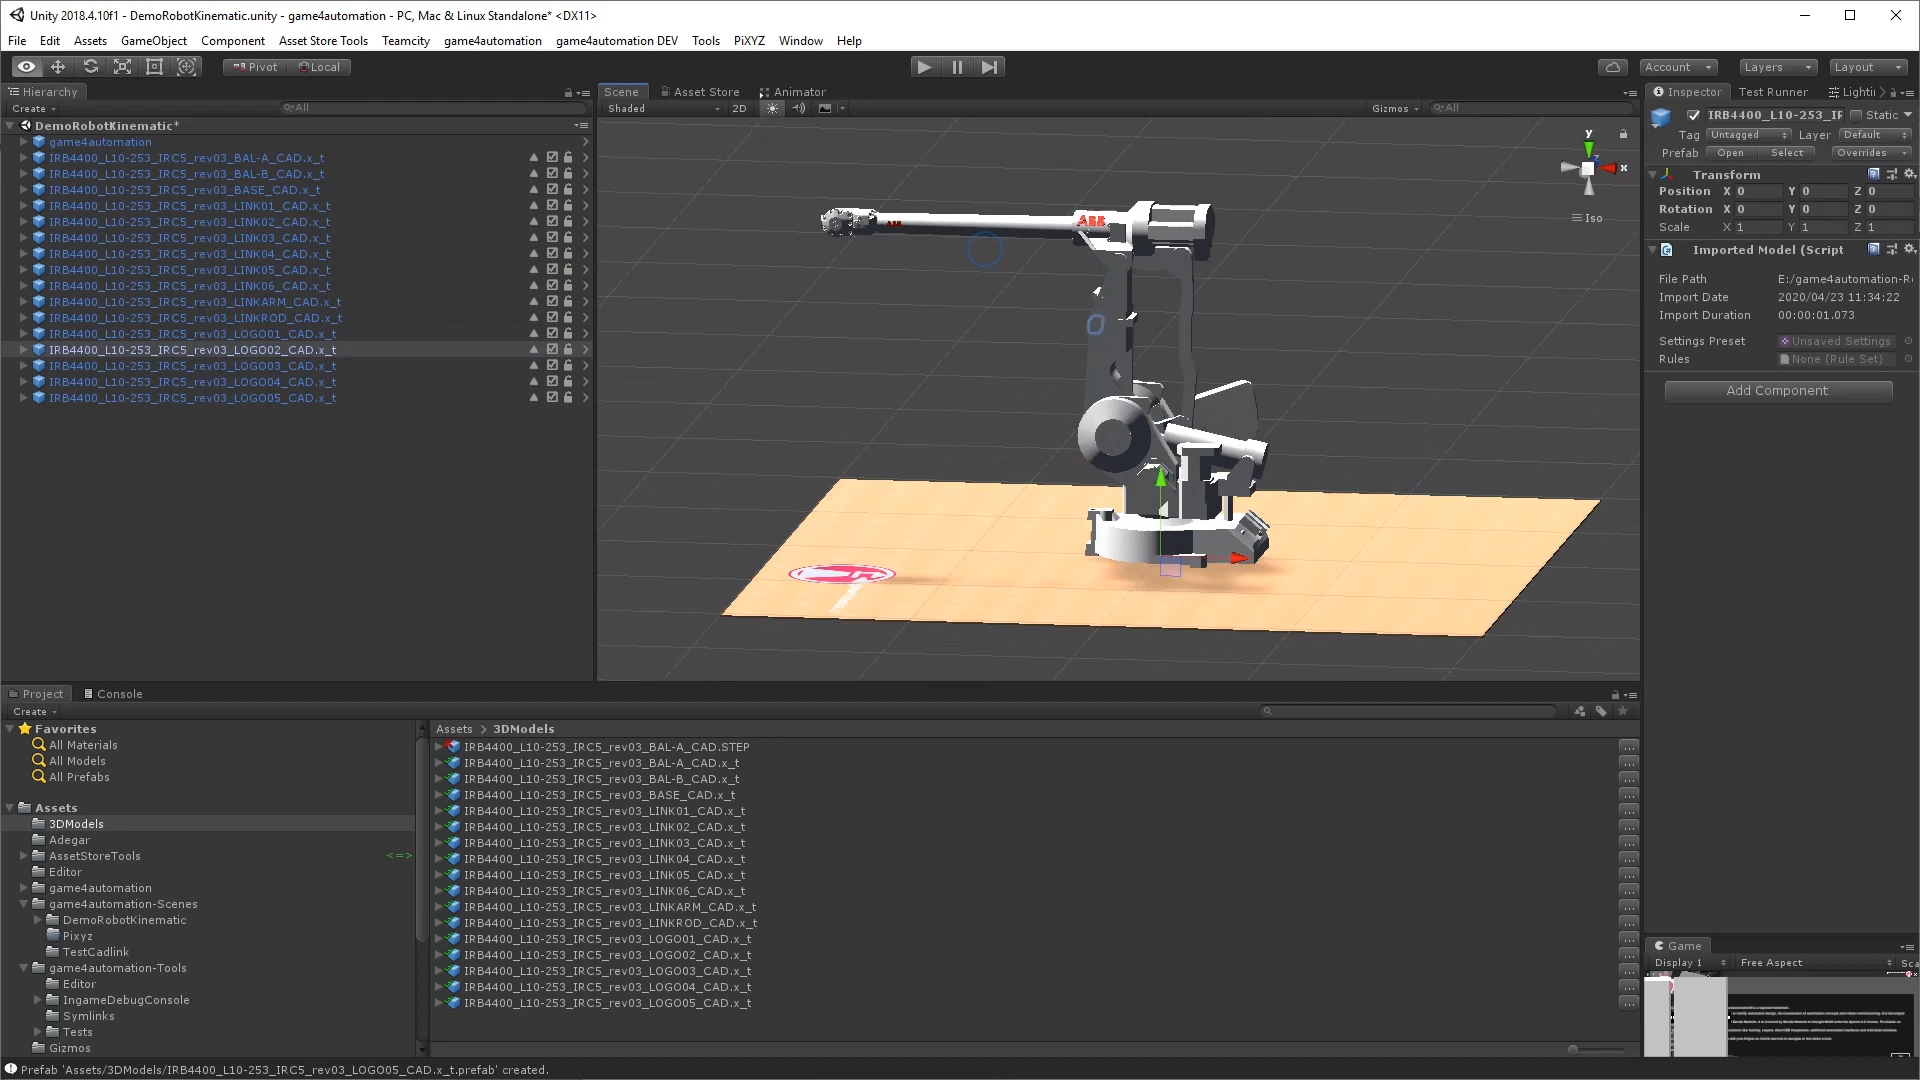 Unity 2018.4.10f1 - DemoRobotKinematic.unity - game4automation - PC, Mac & Linux Standalone* <DX11>
File Edit Assets GameObject Component Asset Store Tools Teamcity game4automation game4automation DEV Tools PiXYZ Window Help
Pivot Local Account Layers Layout
Hierarchy
Create All
DemoRobotKinematic*
game4automation
IRB4400_L10-253_IRC5_rev03_BAL-A_CAD.x_t
IRB4400_L10-253_IRC5_rev03_BAL-B_CAD.x_t
IRB4400_L10-253_IRC5_rev03_BASE_CAD.x_t
IRB4400_L10-253_IRC5_rev03_LINK01_CAD.x_t
IRB4400_L10-253_IRC5_rev03_LINK02_CAD.x_t
IRB4400_L10-253_IRC5_rev03_LINK03_CAD.x_t
IRB4400_L10-253_IRC5_rev03_LINK04_CAD.x_t
IRB4400_L10-253_IRC5_rev03_LINK05_CAD.x_t
IRB4400_L10-253_IRC5_rev03_LINK06_CAD.x_t
IRB4400_L10-253_IRC5_rev03_LINKARM_CAD.x_t
IRB4400_L10-253_IRC5_rev03_LINKROD_CAD.x_t
IRB4400_L10-253_IRC5_rev03_LOGO01_CAD.x_t
IRB4400_L10-253_IRC5_rev03_LOGO02_CAD.x_t
IRB4400_L10-253_IRC5_rev03_LOGO03_CAD.x_t
IRB4400_L10-253_IRC5_rev03_LOGO04_CAD.x_t
IRB4400_L10-253_IRC5_rev03_LOGO05_CAD.x_t
Scene Asset Store Animator
Shaded 2D Gizmos All
y
x
Iso
ABB
ABB
Inspector Test Runner Lighti
IRB4400_L10-253_IF Static
Tag Untagged Layer Default
Prefab Open Select Overrides
Transform
Position X 0 Y 0 Z 0
Rotation X 0 Y 0 Z 0
Scale X 1 Y 1 Z 1
Imported Model (Script
File Path E:/game4automation-R
Import Date 2020/04/23 11:34:22
Import Duration 00:00:01.073
Settings Preset Unsaved Settings
Rules None (Rule Set)
Add Component
Project Console
Create
Favorites
All Materials
All Models
All Prefabs
Assets
3DModels
Adegar
AssetStoreTools <=>
Editor
game4automation
game4automation-Scenes
DemoRobotKinematic
Pixyz
TestCadlink
game4automation-Tools
Editor
IngameDebugConsole
Symlinks
Tests
Gizmos
Assets > 3DModels
IRB4400_L10-253_IRC5_rev03_BAL-A_CAD.STEP
IRB4400_L10-253_IRC5_rev03_BAL-A_CAD.x_t
IRB4400_L10-253_IRC5_rev03_BAL-B_CAD.x_t
IRB4400_L10-253_IRC5_rev03_BASE_CAD.x_t
IRB4400_L10-253_IRC5_rev03_LINK01_CAD.x_t
IRB4400_L10-253_IRC5_rev03_LINK02_CAD.x_t
IRB4400_L10-253_IRC5_rev03_LINK03_CAD.x_t
IRB4400_L10-253_IRC5_rev03_LINK04_CAD.x_t
IRB4400_L10-253_IRC5_rev03_LINK05_CAD.x_t
IRB4400_L10-253_IRC5_rev03_LINK06_CAD.x_t
IRB4400_L10-253_IRC5_rev03_LINKARM_CAD.x_t
IRB4400_L10-253_IRC5_rev03_LINKROD_CAD.x_t
IRB4400_L10-253_IRC5_rev03_LOGO01_CAD.x_t
IRB4400_L10-253_IRC5_rev03_LOGO02_CAD.x_t
IRB4400_L10-253_IRC5_rev03_LOGO03_CAD.x_t
IRB4400_L10-253_IRC5_rev03_LOGO04_CAD.x_t
IRB4400_L10-253_IRC5_rev03_LOGO05_CAD.x_t
Game
Display 1 Free Aspect Sca
Prefab 'Assets/3DModels/IRB4400_L10-253_IRC5_rev03_LOGO05_CAD.x_t.prefab' created.